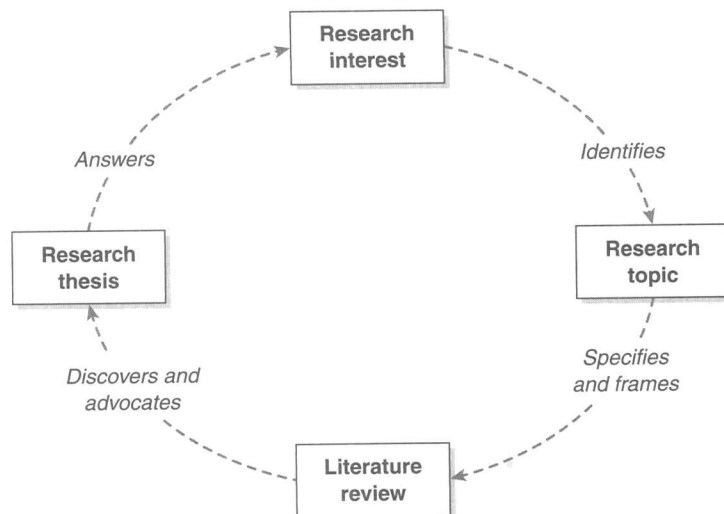 Research
interest
Answers
Identifies
Research
thesis
Research
topic
Discovers and
advocates
Specifies
and frames
Literature
review